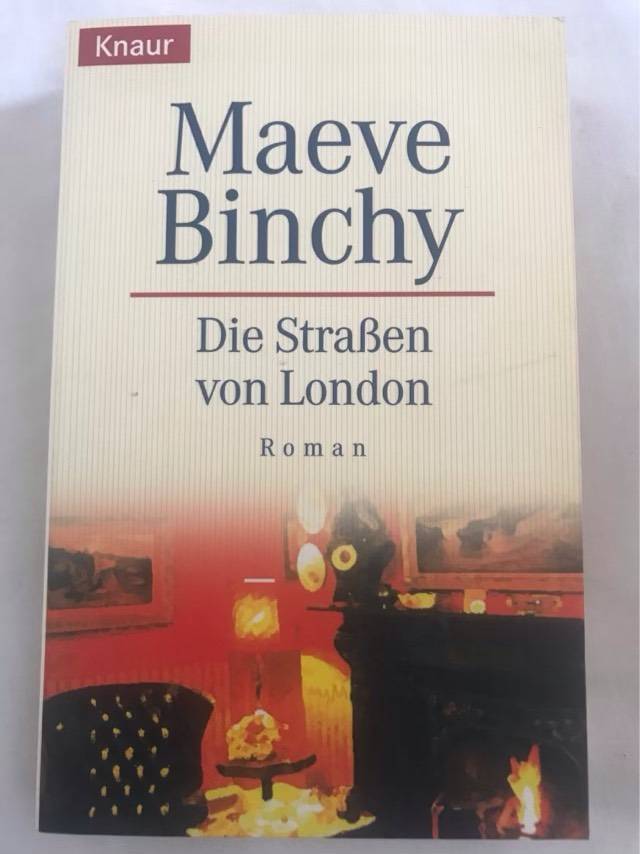 Knaur
Maeve
Binchy
Die Straßen
von London
Roman